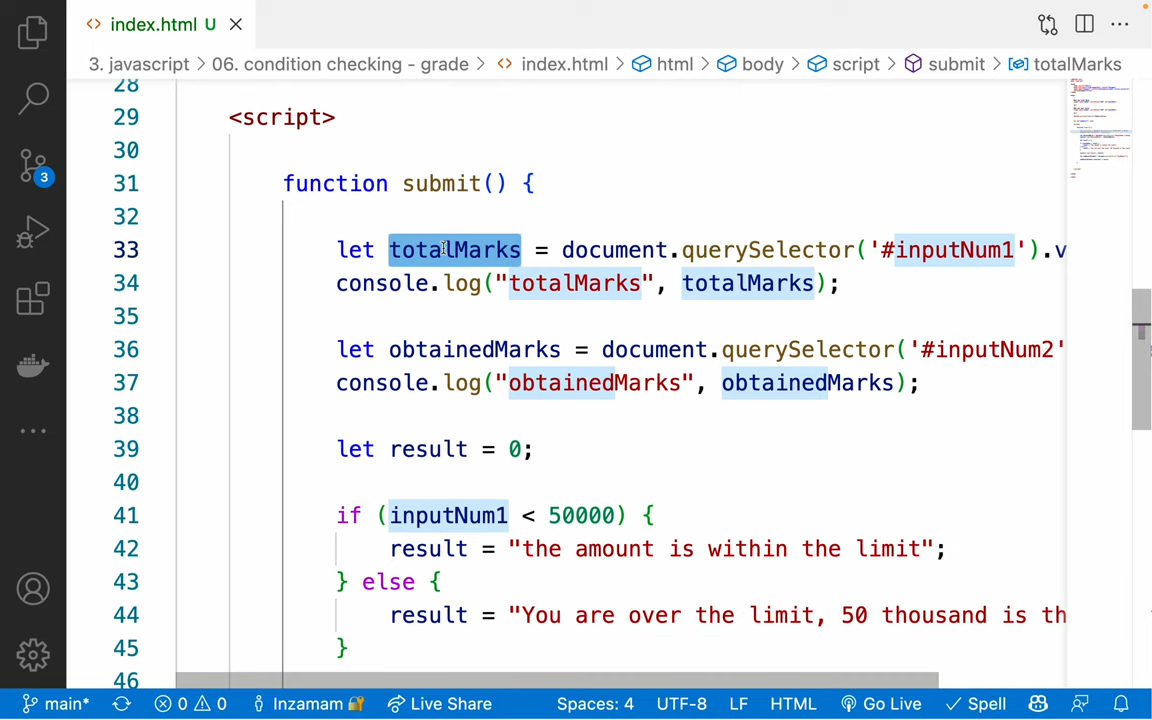 index.html U
3. javascript > 06. condition checking - grade > index.html > html > body > script > submit > totalMarks
28
29 <script>
30
31 function submit() {
32
33 let totalMarks = document.querySelector('#inputNum1').v
34 console.log("totalMarks", totalMarks);
35
36 let obtainedMarks = document.querySelector('#inputNum2'
37 console.log("obtainedMarks", obtainedMarks);
38
39 let result = 0;
40
41 if (inputNum1 < 50000) {
42 result = "the amount is within the limit";
43 } else {
44 result = "You are over the limit, 50 thousand is th
45 }
46
3
main* 0 0 Inzamam Live Share Spaces: 4 UTF-8 LF HTML Go Live Spell